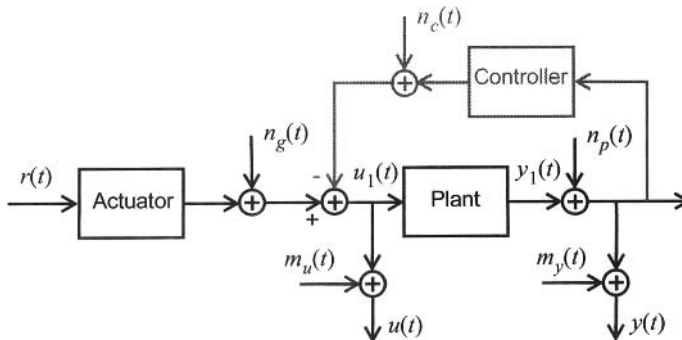 n_c(t)
Controller
n_g(t)
n_p(t)
r(t)
Actuator
-
u_1(t)
Plant
y_1(t)
+
+
+
+
+
m_u(t)
+
m_y(t)
+
u(t)
y(t)